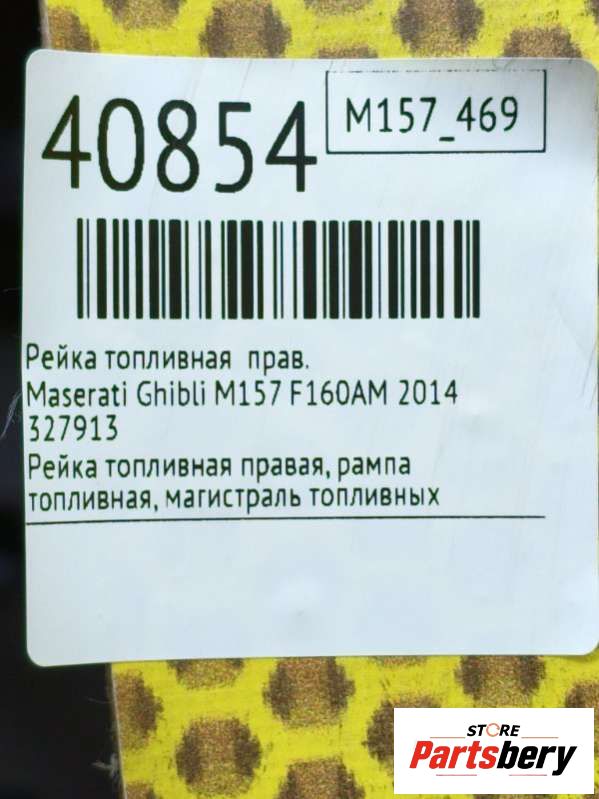 40854
M157_469
Рейка топливная прав.
Maserati Ghibli M157 F160AM 2014
327913
Рейка топливная правая, рампа
топливная, магистраль топливных
STORE
Partsbery